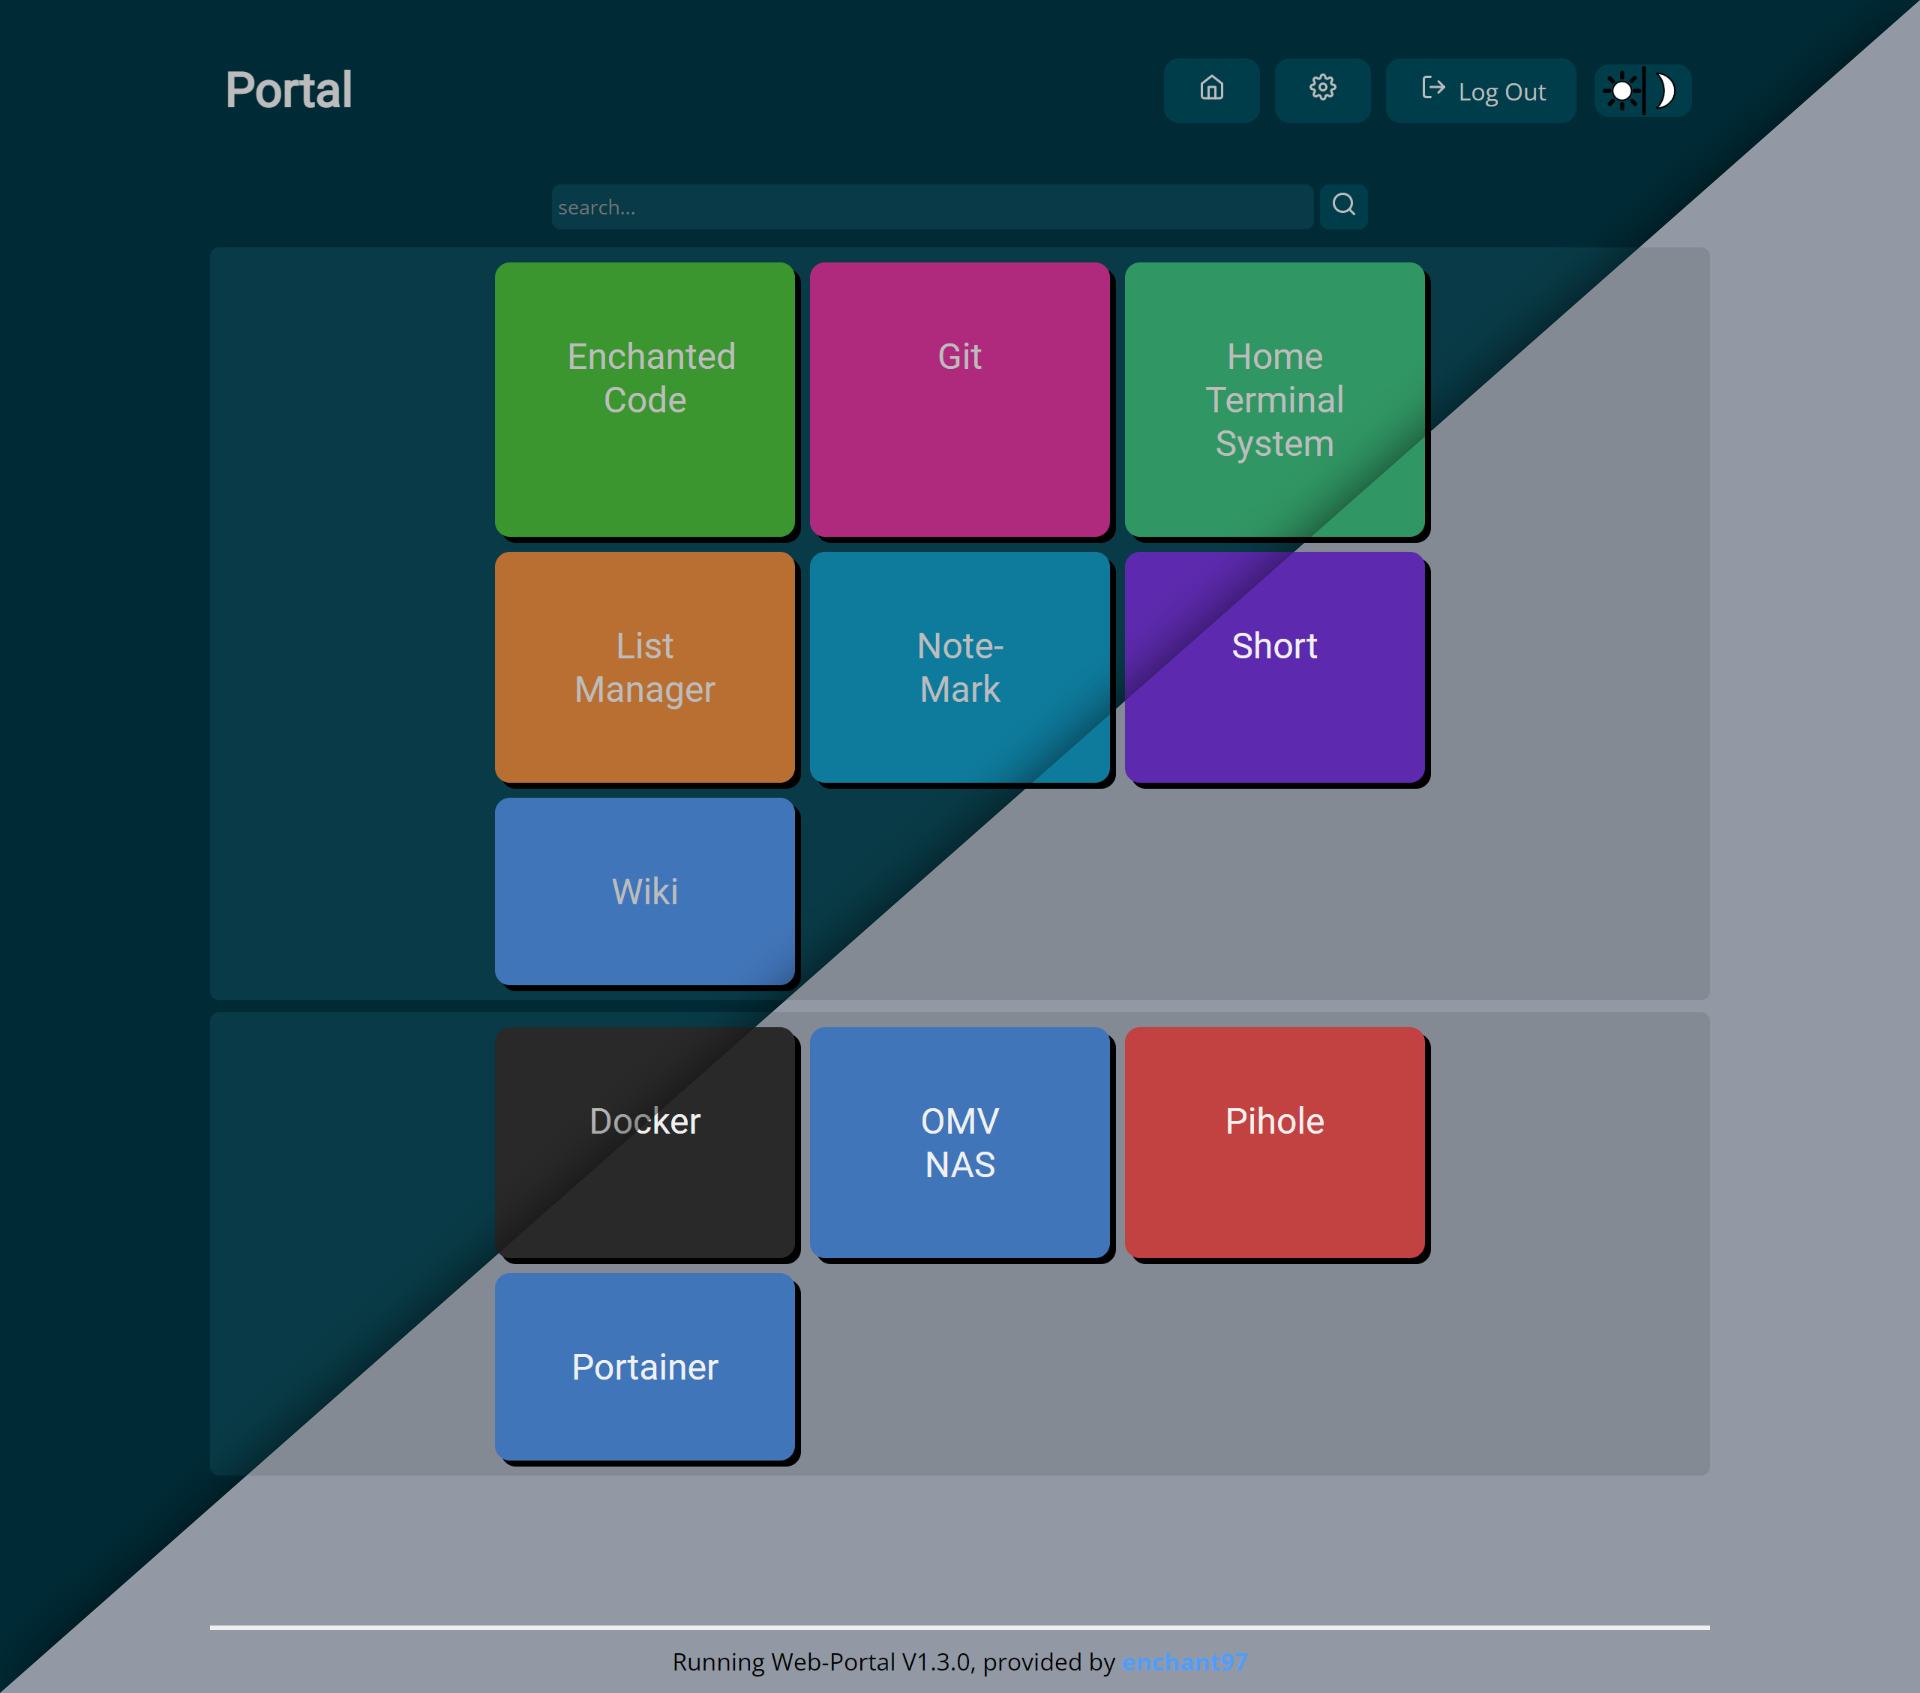 Portal
Log Out
search...
Enchanted
Code
Git
Home
Terminal
System
List
Manager
Note-
Mark
Short
Wiki
Docker
OMV
NAS
Pihole
Portainer
Running Web-Portal V1.3.0, provided by enchant97